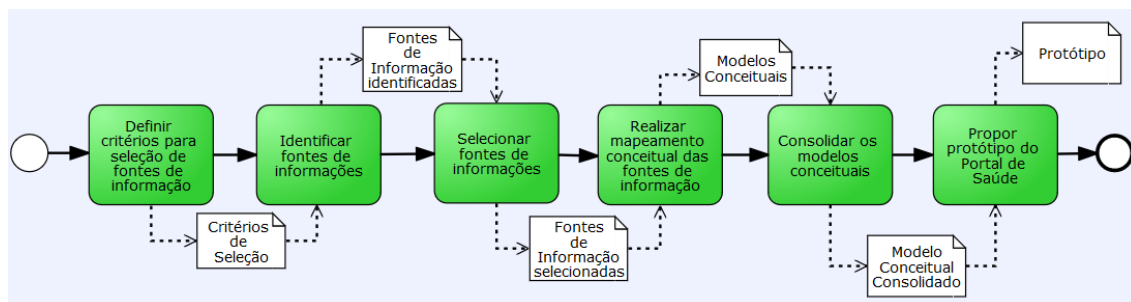 Definir
critérios para
seleção de
fontes de
informação
Critérios
de
Seleção
Identificar
fontes de
informações
Fontes
de
Informação
identificadas
Selecionar
fontes de
informações
Fontes
de
Informação
selecionadas
Realizar
mapeamento
conceitual das
fontes de
informação
Modelos
Conceituais
Consolidar os
modelos
conceituais
Modelo
Conceitual
Consolidado
Propor
protótipo do
Portal de
Saúde
Protótipo